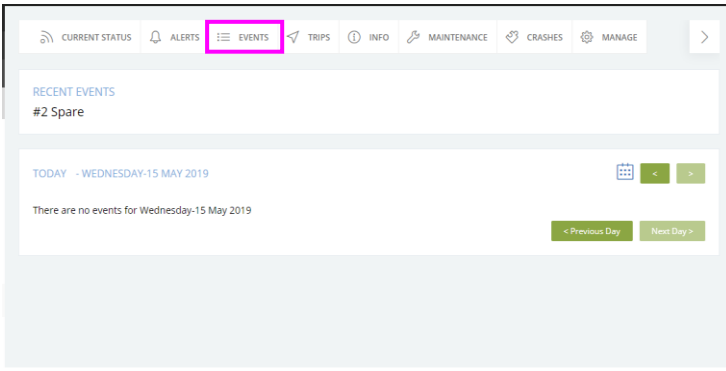 CURRENT STATUS ALERTS EVENTS TRIPS INFO MAINTENANCE CRASHES MANAGE >
RECENT EVENTS
#2 Spare
TODAY - WEDNESDAY-15 MAY 2019 < >
There are no events for Wednesday-15 May 2019
< Previous Day Next Day >